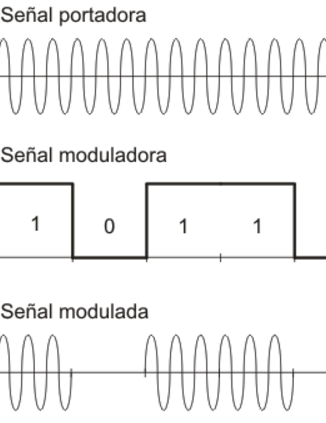 Señal portadora
Señal moduladora
1 0 1 1
Señal modulada